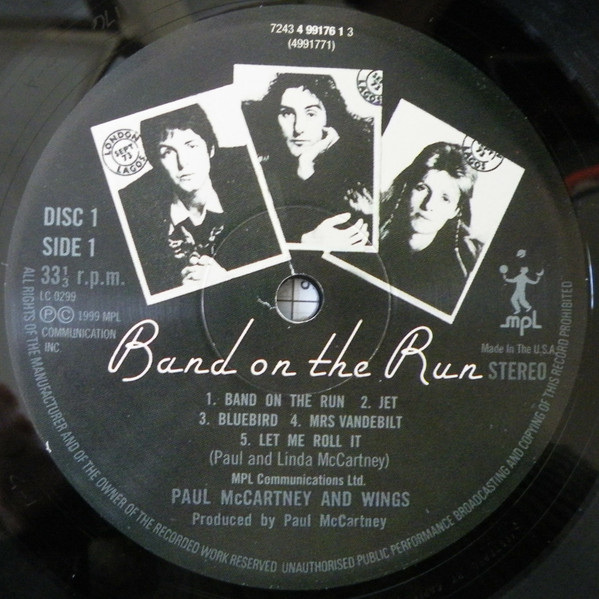 7243 4 99176 1 3
(4991771)
LONDON
SEPT 73
LAGOS
LAGOS
LAGOS
DISC 1
SIDE 1
33⅓ r.p.m.
LC 0299
Ⓟ © 1999 MPL
COMMUNICATION
INC.
mpL
Made In The U.S.A.
STEREO
Band on the Run
1. BAND ON THE RUN 2. JET
3. BLUEBIRD 4. MRS VANDEBILT
5. LET ME ROLL IT
(Paul and Linda McCartney)
MPL Communications Ltd.
PAUL McCARTNEY AND WINGS
Produced by Paul McCartney
ALL RIGHTS OF THE MANUFACTURER AND OF THE OWNER OF THE RECORDED WORK RESERVED UNAUTHORISED PUBLIC PERFORMANCE BROADCASTING AND COPYING OF THIS RECORD PROHIBITED